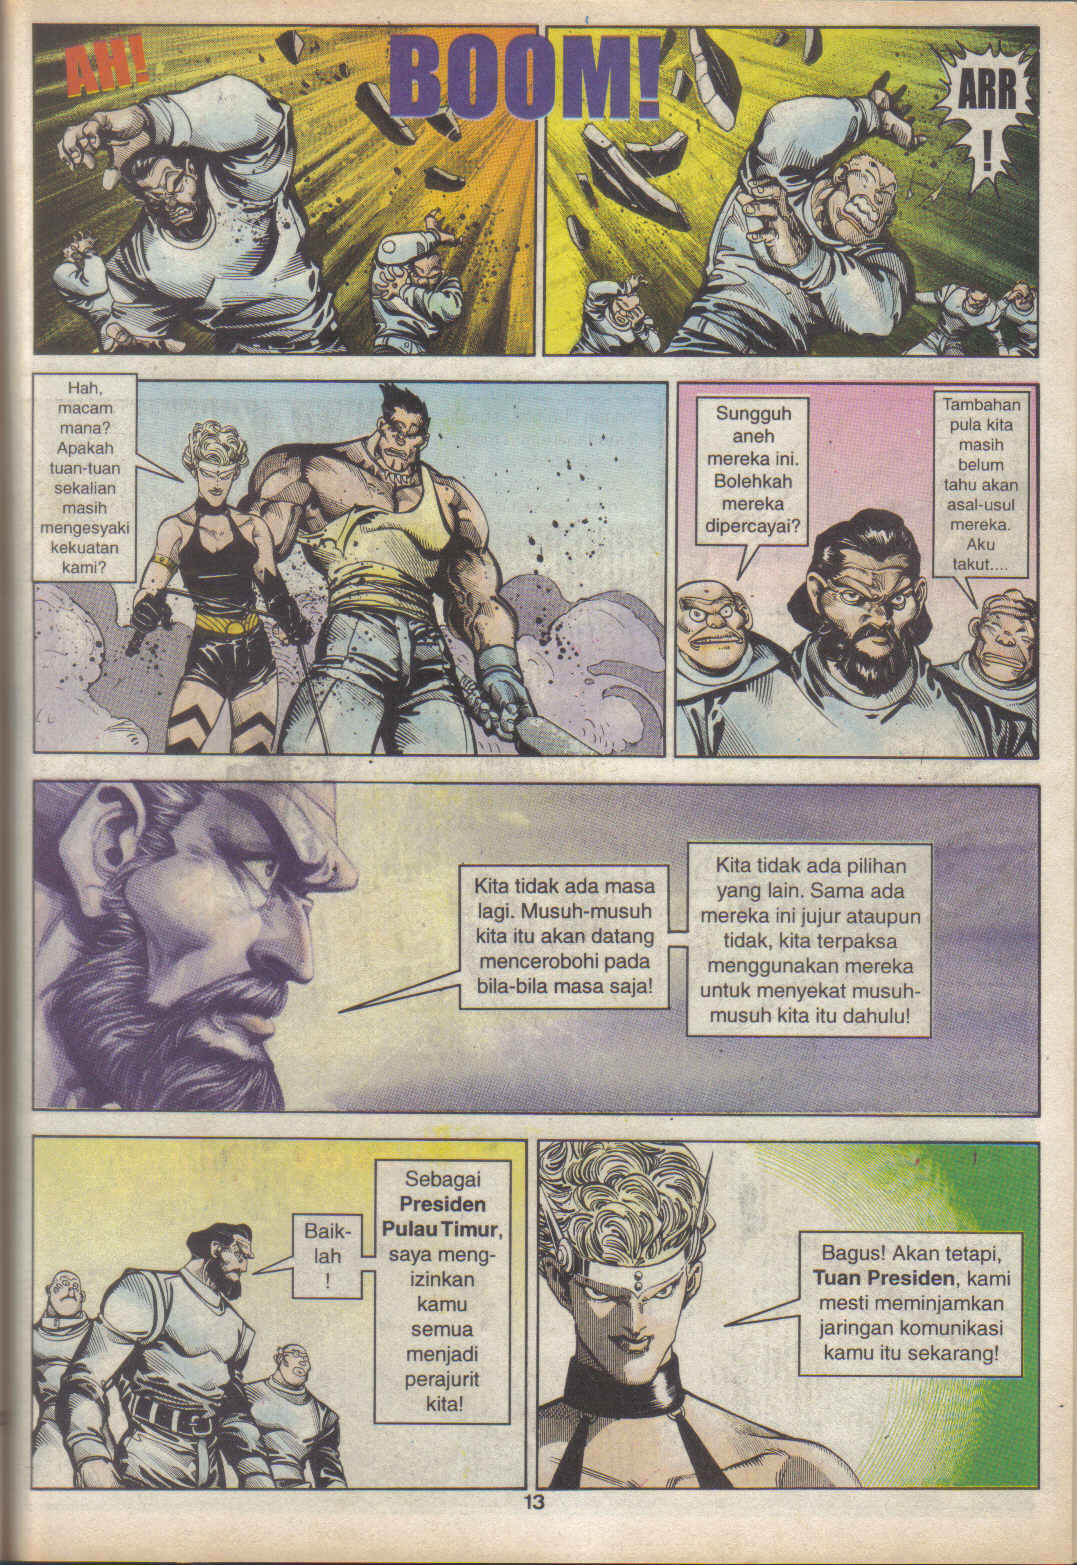 AH!
BOOM!
ARR
!
Hah,
macam
mana?
Apakah
tuan-tuan
sekalian
masih
mengesyaki
kekuatan
kami?
Sungguh
aneh
mereka ini.
Bolehkah
mereka
dipercayai?
Tambahan
pula kita
masih
belum
tahu akan
asal-usul
mereka.
Aku
takut....
Kita tidak ada masa
lagi. Musuh-musuh
kita itu akan datang
mencerobohi pada
bila-bila masa saja!
Kita tidak ada pilihan
yang lain. Sama ada
mereka ini jujur ataupun
tidak, kita terpaksa
menggunakan mereka
untuk menyekat musuh-
musuh kita itu dahulu!
Baik-
lah
!
Sebagai
Presiden
Pulau Timur,
saya meng-
izinkan
kamu
semua
menjadi
perajurit
kita!
Bagus! Akan tetapi,
Tuan Presiden, kami
mesti meminjamkan
jaringan komunikasi
kamu itu sekarang!
13